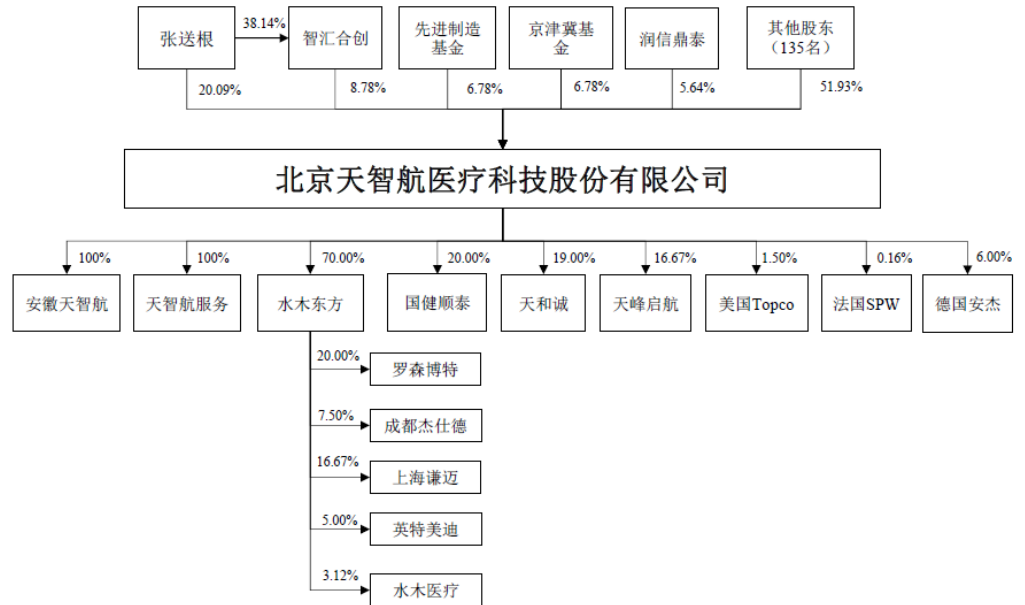 张送根
38.14%
智汇合创
先进制造
基金
京津冀基
金
润信鼎泰
其他股东
（135名）
20.09%
8.78%
6.78%
6.78%
5.64%
51.93%
北京天智航医疗科技股份有限公司
100%
100%
70.00%
20.00%
19.00%
16.67%
1.50%
0.16%
6.00%
安徽天智航
天智航服务
水木东方
国健顺泰
天和诚
天峰启航
美国Topco
法国SPW
德国安杰
20.00%
罗森博特
7.50%
成都杰仕德
16.67%
上海谦迈
5.00%
英特美迪
3.12%
水木医疗